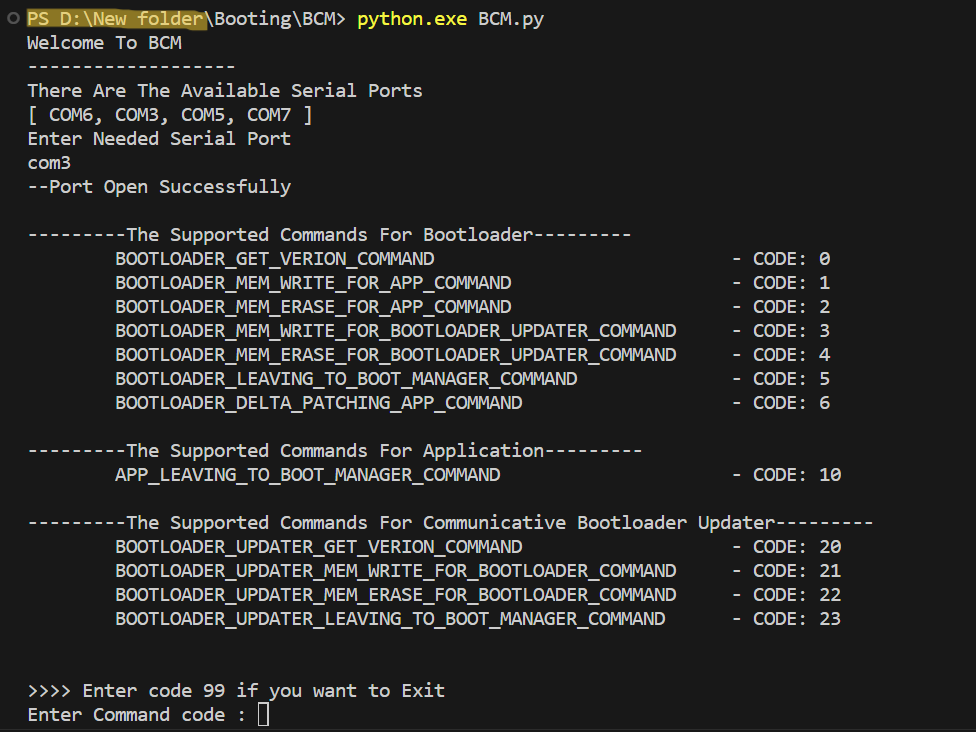 PS D:\New folder\Booting\BCM> python.exe BCM.py
Welcome To BCM
-------------------
There Are The Available Serial Ports
[ COM6, COM3, COM5, COM7 ]
Enter Needed Serial Port
com3
--Port Open Successfully
---------The Supported Commands For Bootloader---------
BOOTLOADER_GET_VERION_COMMAND - CODE: 0
BOOTLOADER_MEM_WRITE_FOR_APP_COMMAND - CODE: 1
BOOTLOADER_MEM_ERASE_FOR_APP_COMMAND - CODE: 2
BOOTLOADER_MEM_WRITE_FOR_BOOTLOADER_UPDATER_COMMAND - CODE: 3
BOOTLOADER_MEM_ERASE_FOR_BOOTLOADER_UPDATER_COMMAND - CODE: 4
BOOTLOADER_LEAVING_TO_BOOT_MANAGER_COMMAND - CODE: 5
BOOTLOADER_DELTA_PATCHING_APP_COMMAND - CODE: 6
---------The Supported Commands For Application---------
APP_LEAVING_TO_BOOT_MANAGER_COMMAND - CODE: 10
---------The Supported Commands For Communicative Bootloader Updater---------
BOOTLOADER_UPDATER_GET_VERION_COMMAND - CODE: 20
BOOTLOADER_UPDATER_MEM_WRITE_FOR_BOOTLOADER_COMMAND - CODE: 21
BOOTLOADER_UPDATER_MEM_ERASE_FOR_BOOTLOADER_COMMAND - CODE: 22
BOOTLOADER_UPDATER_LEAVING_TO_BOOT_MANAGER_COMMAND - CODE: 23
>>>> Enter code 99 if you want to Exit
Enter Command code :